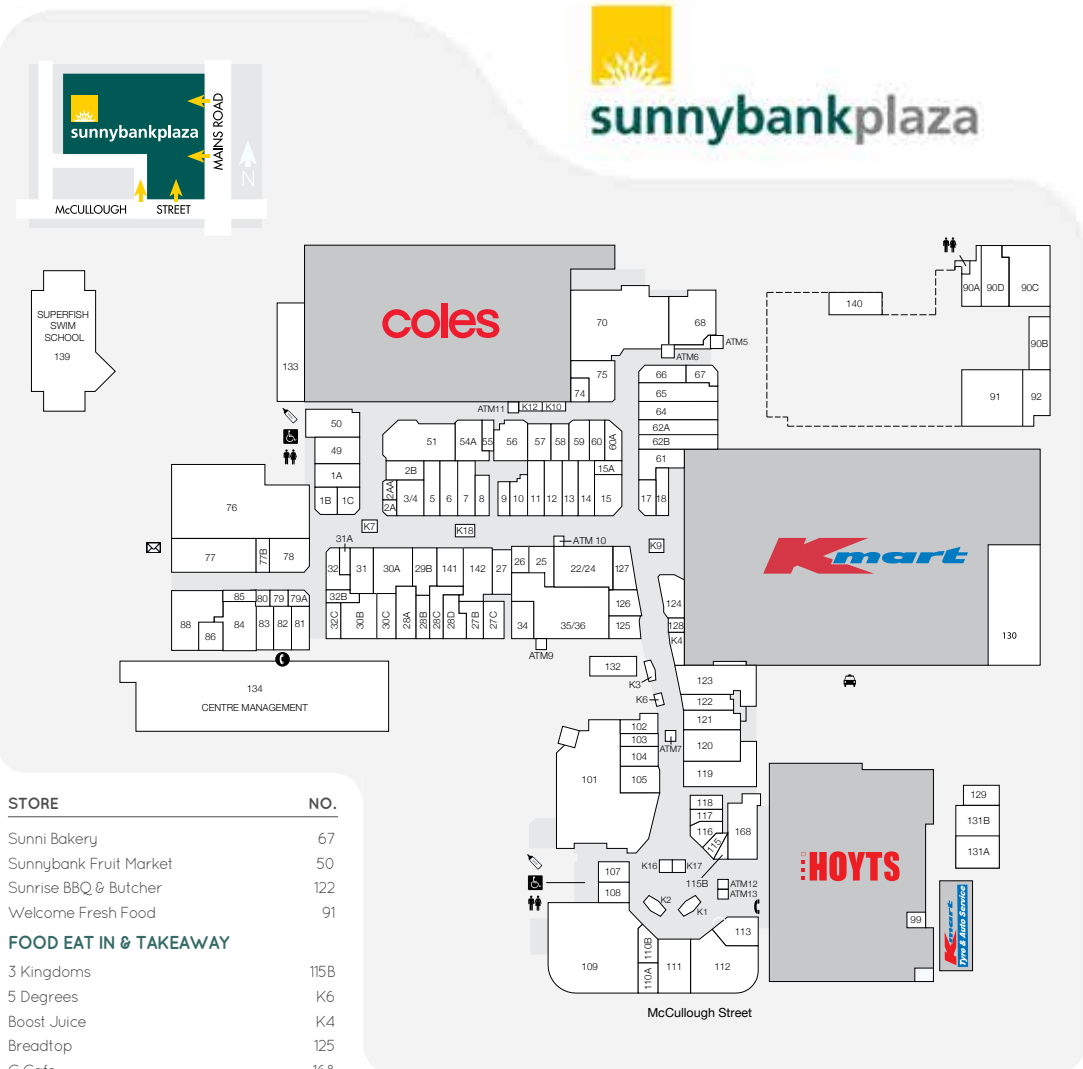 sunnybankplaza
sunnybankplaza
MAINS ROAD
N
McCULLOUGH STREET
SUPERFISH
SWIM
SCHOOL
139
133
coles
70
68
ATM5
ATM6
75
74
ATM11
K12
K10
66
67
65
64
62A
62B
61
17
18
140
90A
90D
90C
90B
91
92
50
49
1A
1B
1C
51
54A
55
56
57
58
59
60
60A
2B
15A
2AA
2A
3/4
5
6
7
8
9
10
11
12
13
14
15
76
77
77B
78
K7
K18
ATM 10
K9
31A
32
31
30A
29B
141
142
27
26
25
22/24
127
32B
32C
30B
30C
28A
28B
28C
28D
27B
27C
34
35/36
126
125
124
128
K4
kmart
130
85
80
79
79A
88
86
84
83
82
81
134
CENTRE MANAGEMENT
ATM9
132
K3
K6
123
122
121
120
119
102
103
104
105
101
ATM7
118
117
116
115
168
115B
K16
K17
107
108
K2
K1
ATM12
ATM13
113
109
110B
110A
111
112
McCullough Street
HOYTS
129
131B
131A
99
Kmart
Tyre & Auto Service
STORE NO.
Sunni Bakery 67
Sunnybank Fruit Market 50
Sunrise BBQ & Butcher 122
Welcome Fresh Food 91
FOOD EAT IN & TAKEAWAY
3 Kingdoms 115B
5 Degrees K6
Boost Juice K4
Breadtop 125